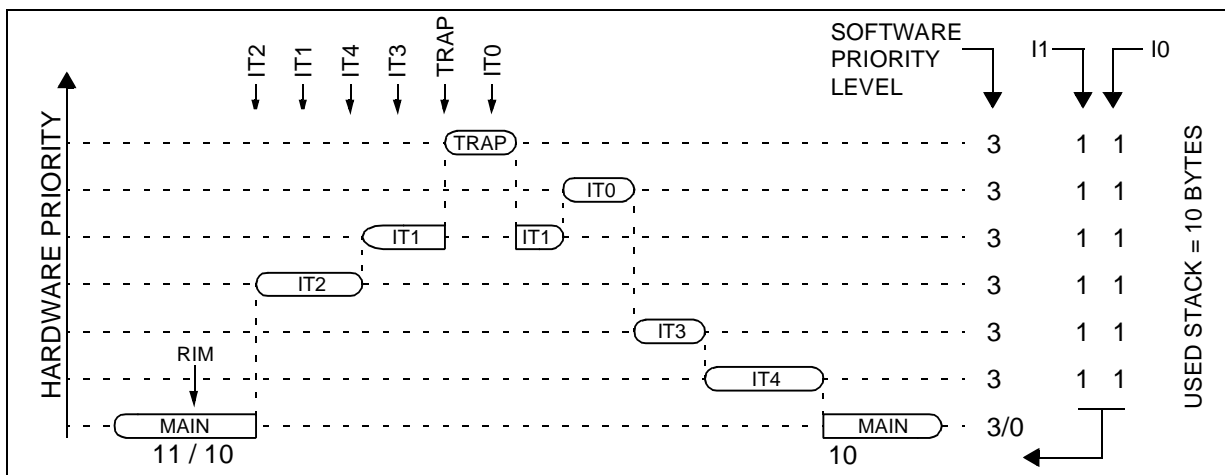 IT2
IT1
IT4
IT3
TRAP
IT0
SOFTWARE
PRIORITY
LEVEL
I1
I0
HARDWARE PRIORITY
USED STACK = 10 BYTES
TRAP
3
1 1
IT0
3
1 1
IT1
IT1
3
1 1
IT2
3
1 1
IT3
3
1 1
RIM
IT4
3
1 1
MAIN
MAIN
3/0
11 / 10
10